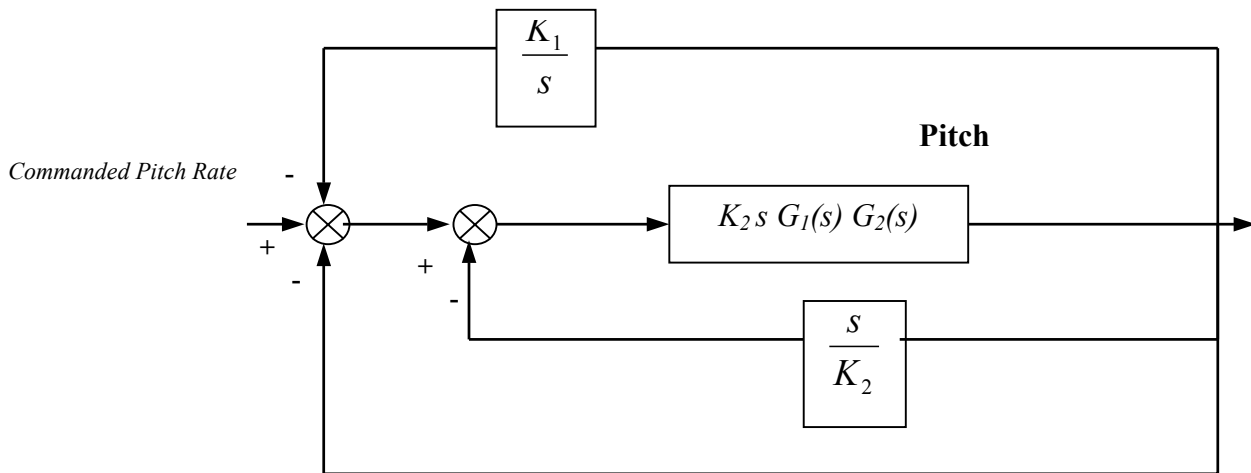 K₁
s
Pitch
Commanded Pitch Rate
-
K₂ s G₁(s) G₂(s)
+
-
+
-
s
K₂